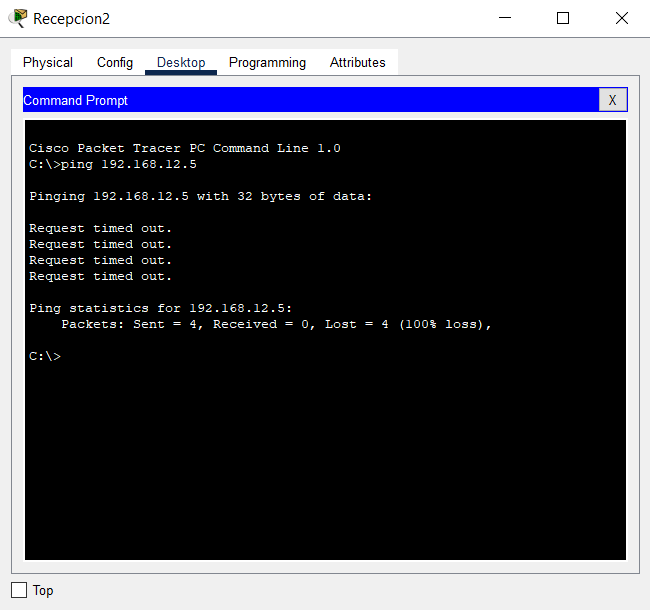 Recepcion2
Physical Config Desktop Programming Attributes
Command Prompt X
Cisco Packet Tracer PC Command Line 1.0
C:\>ping 192.168.12.5
Pinging 192.168.12.5 with 32 bytes of data:
Request timed out.
Request timed out.
Request timed out.
Request timed out.
Ping statistics for 192.168.12.5:
Packets: Sent = 4, Received = 0, Lost = 4 (100% loss),
C:\>
Top